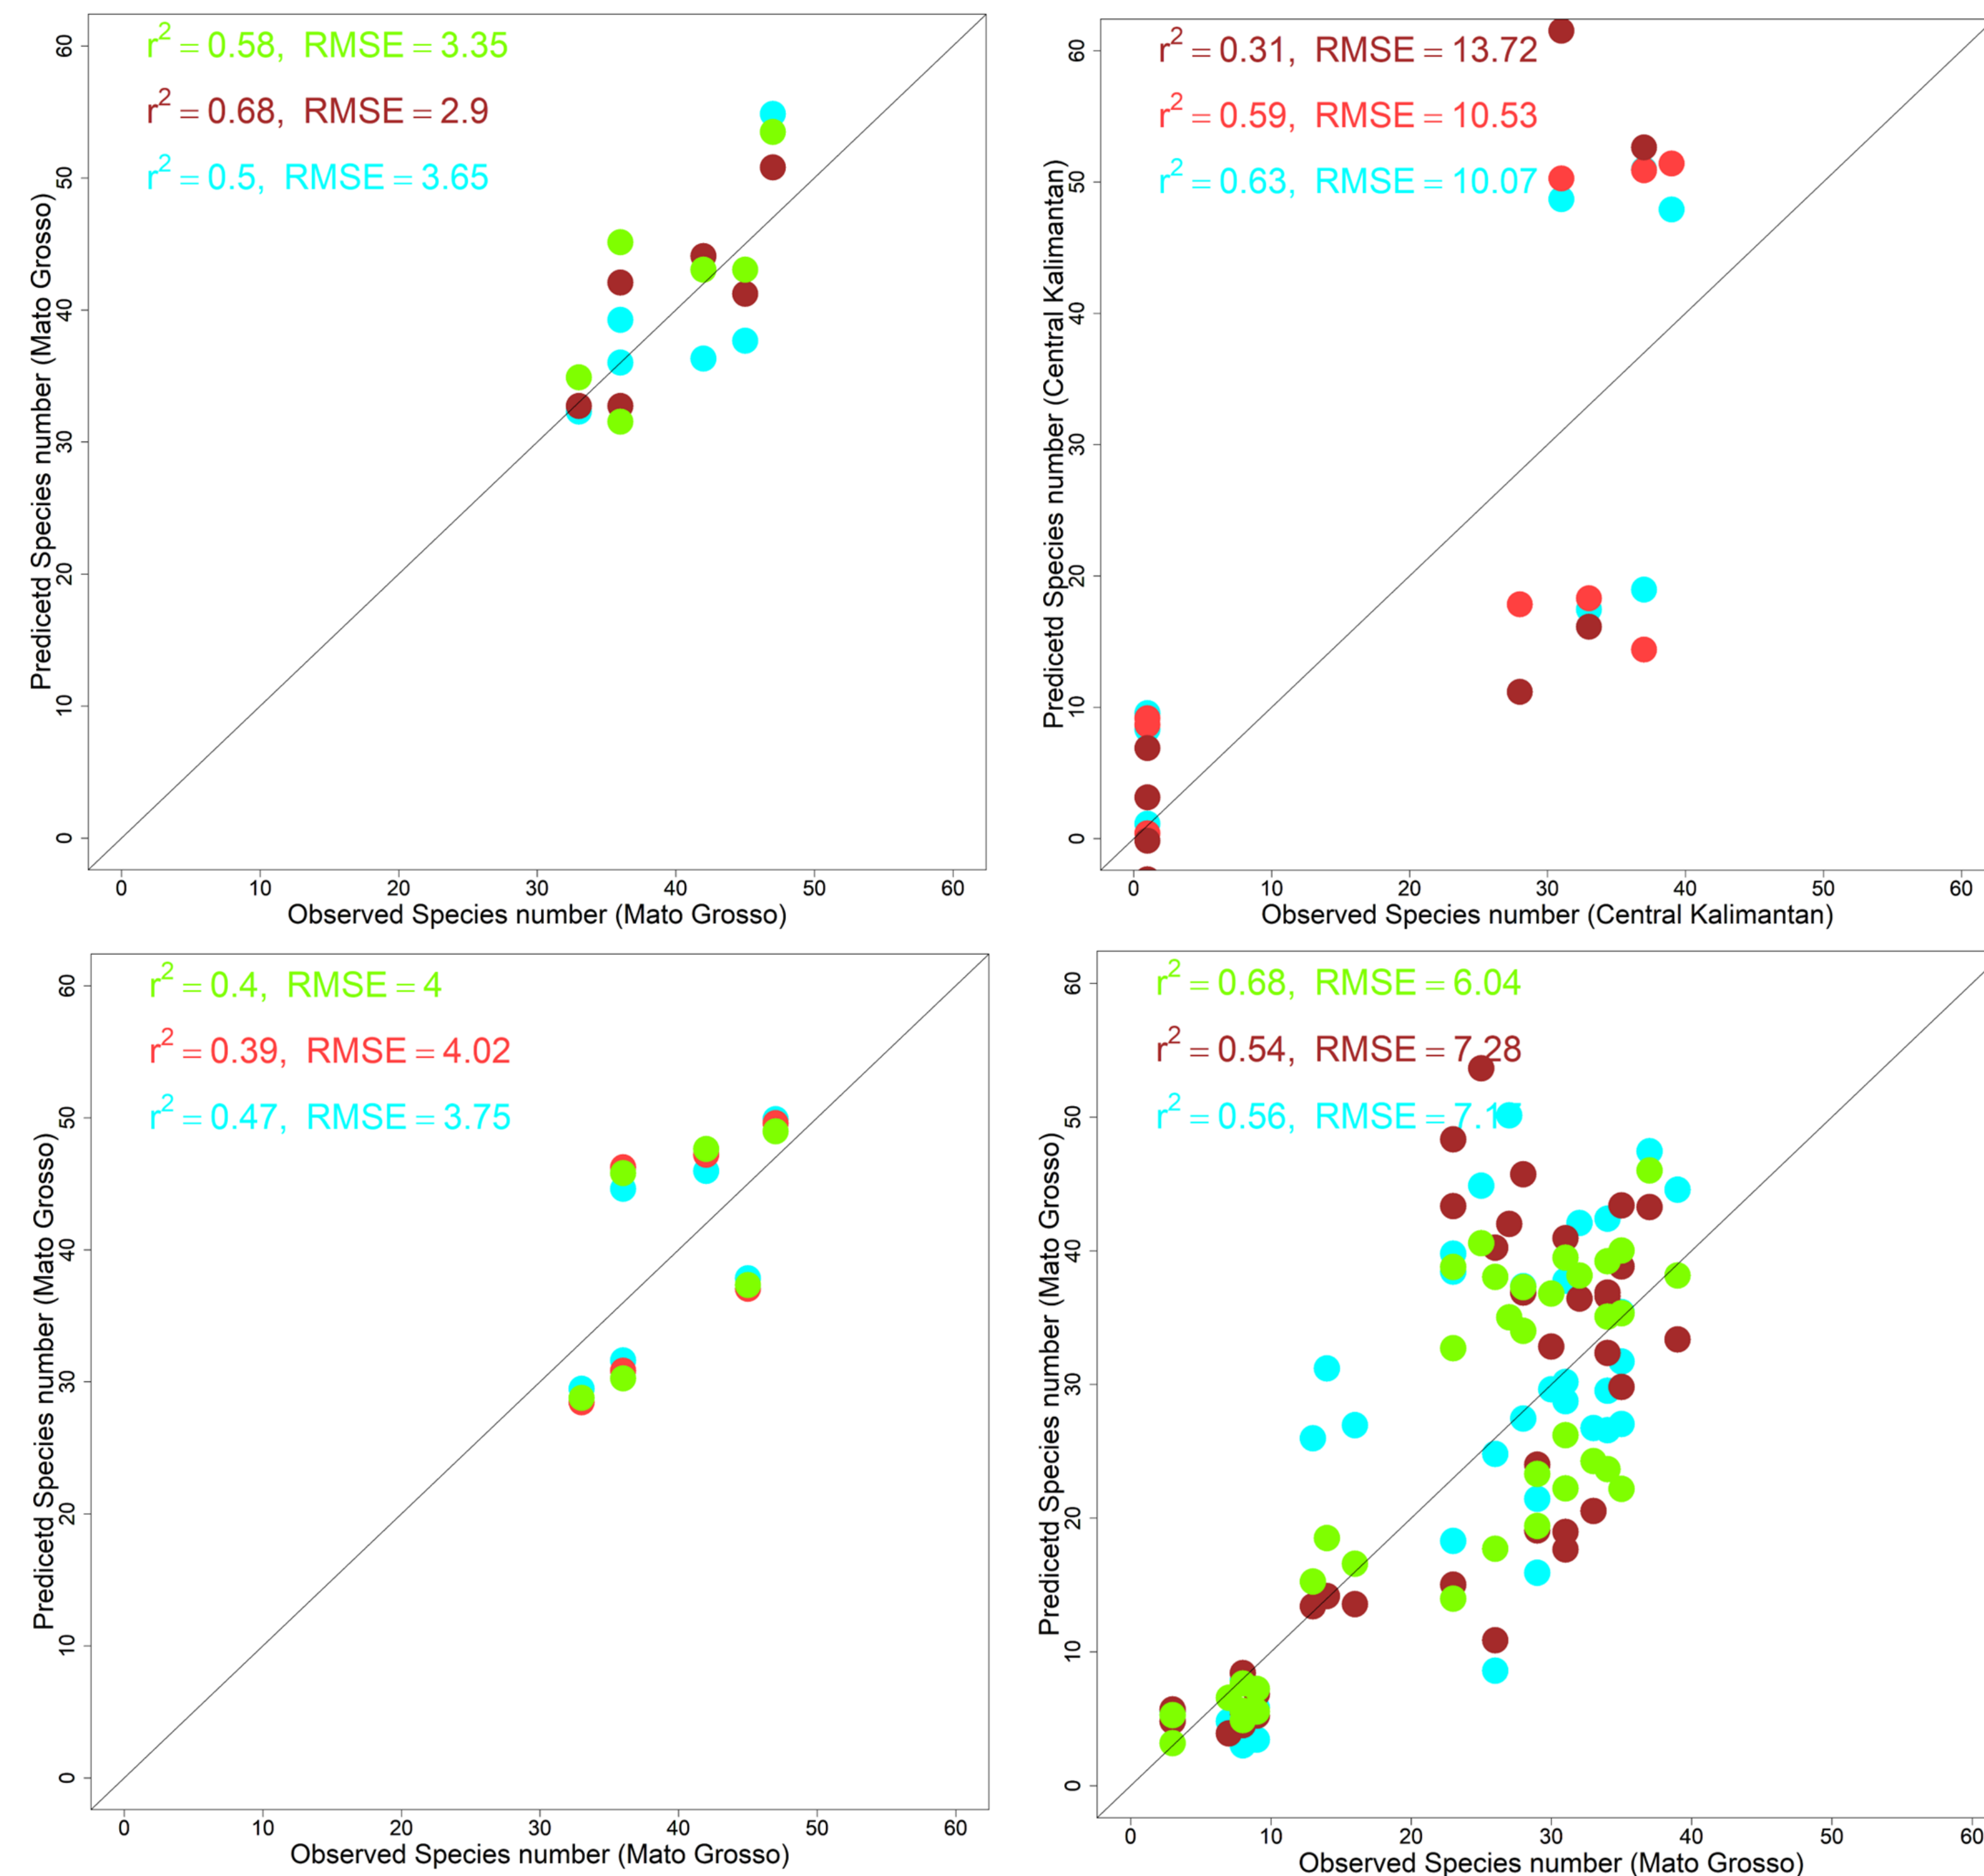 r² = 0.58, RMSE = 3.35
r² = 0.68, RMSE = 2.9
r² = 0.5, RMSE = 3.65
Predicetd Species number (Mato Grosso)
60
50
40
30
20
10
0
0 10 20 30 40 50 60
Observed Species number (Mato Grosso)
r² = 0.31, RMSE = 13.72
r² = 0.59, RMSE = 10.53
r² = 0.63, RMSE = 10.07
Predicetd Species number (Central Kalimantan)
60
50
40
30
20
10
0
0 10 20 30 40 50 60
Observed Species number (Central Kalimantan)
r² = 0.4, RMSE = 4
r² = 0.39, RMSE = 4.02
r² = 0.47, RMSE = 3.75
Predicetd Species number (Mato Grosso)
60
50
40
30
20
10
0
0 10 20 30 40 50 60
Observed Species number (Mato Grosso)
r² = 0.68, RMSE = 6.04
r² = 0.54, RMSE = 7.28
r² = 0.56, RMSE =
Predicetd Species number (Mato Grosso)
60
50
40
30
20
10
0
0 10 20 30 40 50 60
Observed Species number (Mato Grosso)